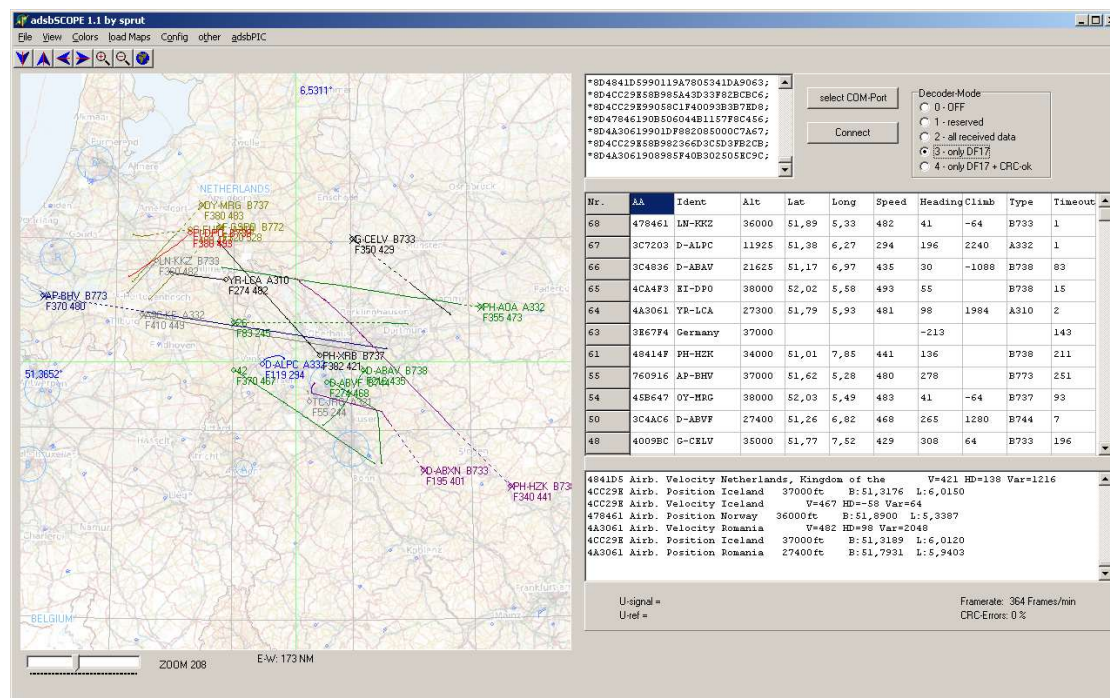 adsbSCOPE 1.1 by sprut
File View Colors load Maps Config other adsbPIC
6,5311°
NETHERLANDS
OY-MRG B737
F380 483
F380 493
LN-KKZ B733
F360 482
YR-LCA A310
F274 482
G-CELV B733
F350 429
AP-BHV B773
F370 480
F410 449
PH-AOA A332
F355 473
F83 245
PH-XRB B737
F382 421
D-ALPC A332
F119 294
42
F370 467
D-ABAV B738
D-ABVF B744
F274 468
F55 244
51,3652°
D-ABXN B733
F195 401
PH-HZK B738
F340 441
BELGIUM
ZOOM 208
E-W: 173 NM
*8D4841D5990119A7805341DA9063;
*8D4CC29E58B985A43D33F82BCBC6;
*8D4CC29E99058C1F40093B3B7ED8;
*8D47846190B506044B1157F8C456;
*8D4A30619901DF882085000C7A67;
*8D4CC29E58B982366D3C5D3FB2CB;
*8D4A3061908985F40B302505EC9C;
select COM-Port
Connect
Decoder-Mode
0 - OFF
1 - reserved
2 - all received data
3 - only DF17
4 - only DF17 + CRC-ok
Nr. AA Ident Alt Lat Long Speed Heading Climb Type Timeout
68 478461 LN-KKZ 36000 51,89 5,33 482 41 -64 B733 1
67 3C7203 D-ALPC 11925 51,38 6,27 294 196 2240 A332 1
66 3C4836 D-ABAV 21625 51,17 6,97 435 30 -1088 B738 83
65 4CA4F3 EI-DPO 38000 52,02 5,58 493 55 B738 15
64 4A3061 YR-LCA 27300 51,79 5,93 481 98 1984 A310 2
63 3E67F4 Germany 37000 -213 143
61 48414F PH-HZK 34000 51,01 7,85 441 136 B738 211
55 760916 AP-BHV 37000 51,62 5,28 480 278 B773 251
54 45B647 OY-MRG 38000 52,03 5,49 483 41 -64 B737 93
50 3C4AC6 D-ABVF 27400 51,26 6,82 468 265 1280 B744 7
48 4009BC G-CELV 35000 51,77 7,52 429 308 64 B733 196
4841D5 Airb. Velocity Netherlands, Kingdom of the V=421 HD=138 Var=1216
4CC29E Airb. Position Iceland 37000ft B:51,3176 L:6,0150
4CC29E Airb. Velocity Iceland V=467 HD=-58 Var=64
478461 Airb. Position Norway 36000ft B:51,8900 L:5,3387
4A3061 Airb. Velocity Romania V=482 HD=98 Var=2048
4CC29E Airb. Position Iceland 37000ft B:51,3189 L:6,0120
4A3061 Airb. Position Romania 27400ft B:51,7931 L:5,9403
U-signal =
U-ref =
Framerate: 364 Frames/min
CRC-Errors: 0 %